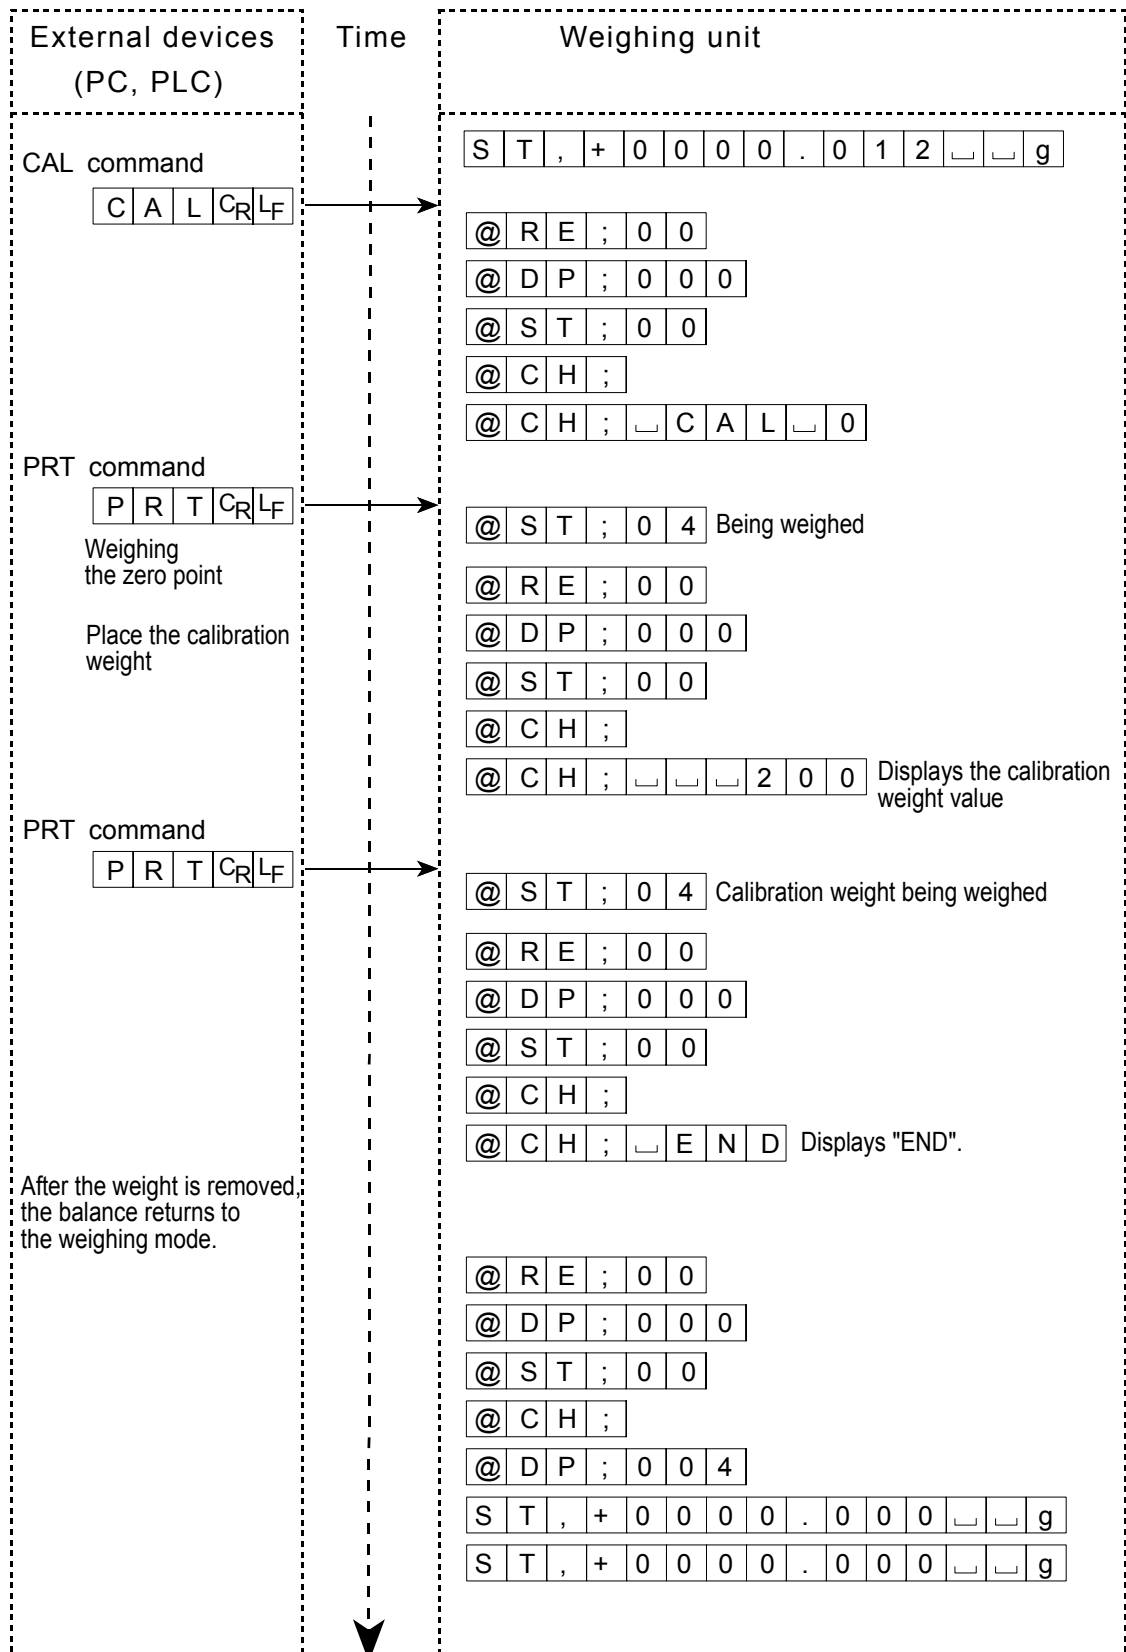 External devices
(PC, PLC)
Time
Weighing unit
ST,+0000.012␣␣g
CAL command
CALCRLF
@RE;00
@DP;000
@ST;00
@CH;
@CH;␣CAL␣0
PRT command
PRTCRLF
@ST;04 Being weighed
Weighing
the zero point
@RE;00
@DP;000
Place the calibration
weight
@ST;00
@CH;
@CH;␣␣␣200 Displays the calibration
weight value
PRT command
PRTCRLF
@ST;04 Calibration weight being weighed
@RE;00
@DP;000
@ST;00
@CH;
@CH;␣END Displays "END".
After the weight is removed,
the balance returns to
the weighing mode.
@RE;00
@DP;000
@ST;00
@CH;
@DP;004
ST,+0000.000␣␣g
ST,+0000.000␣␣g